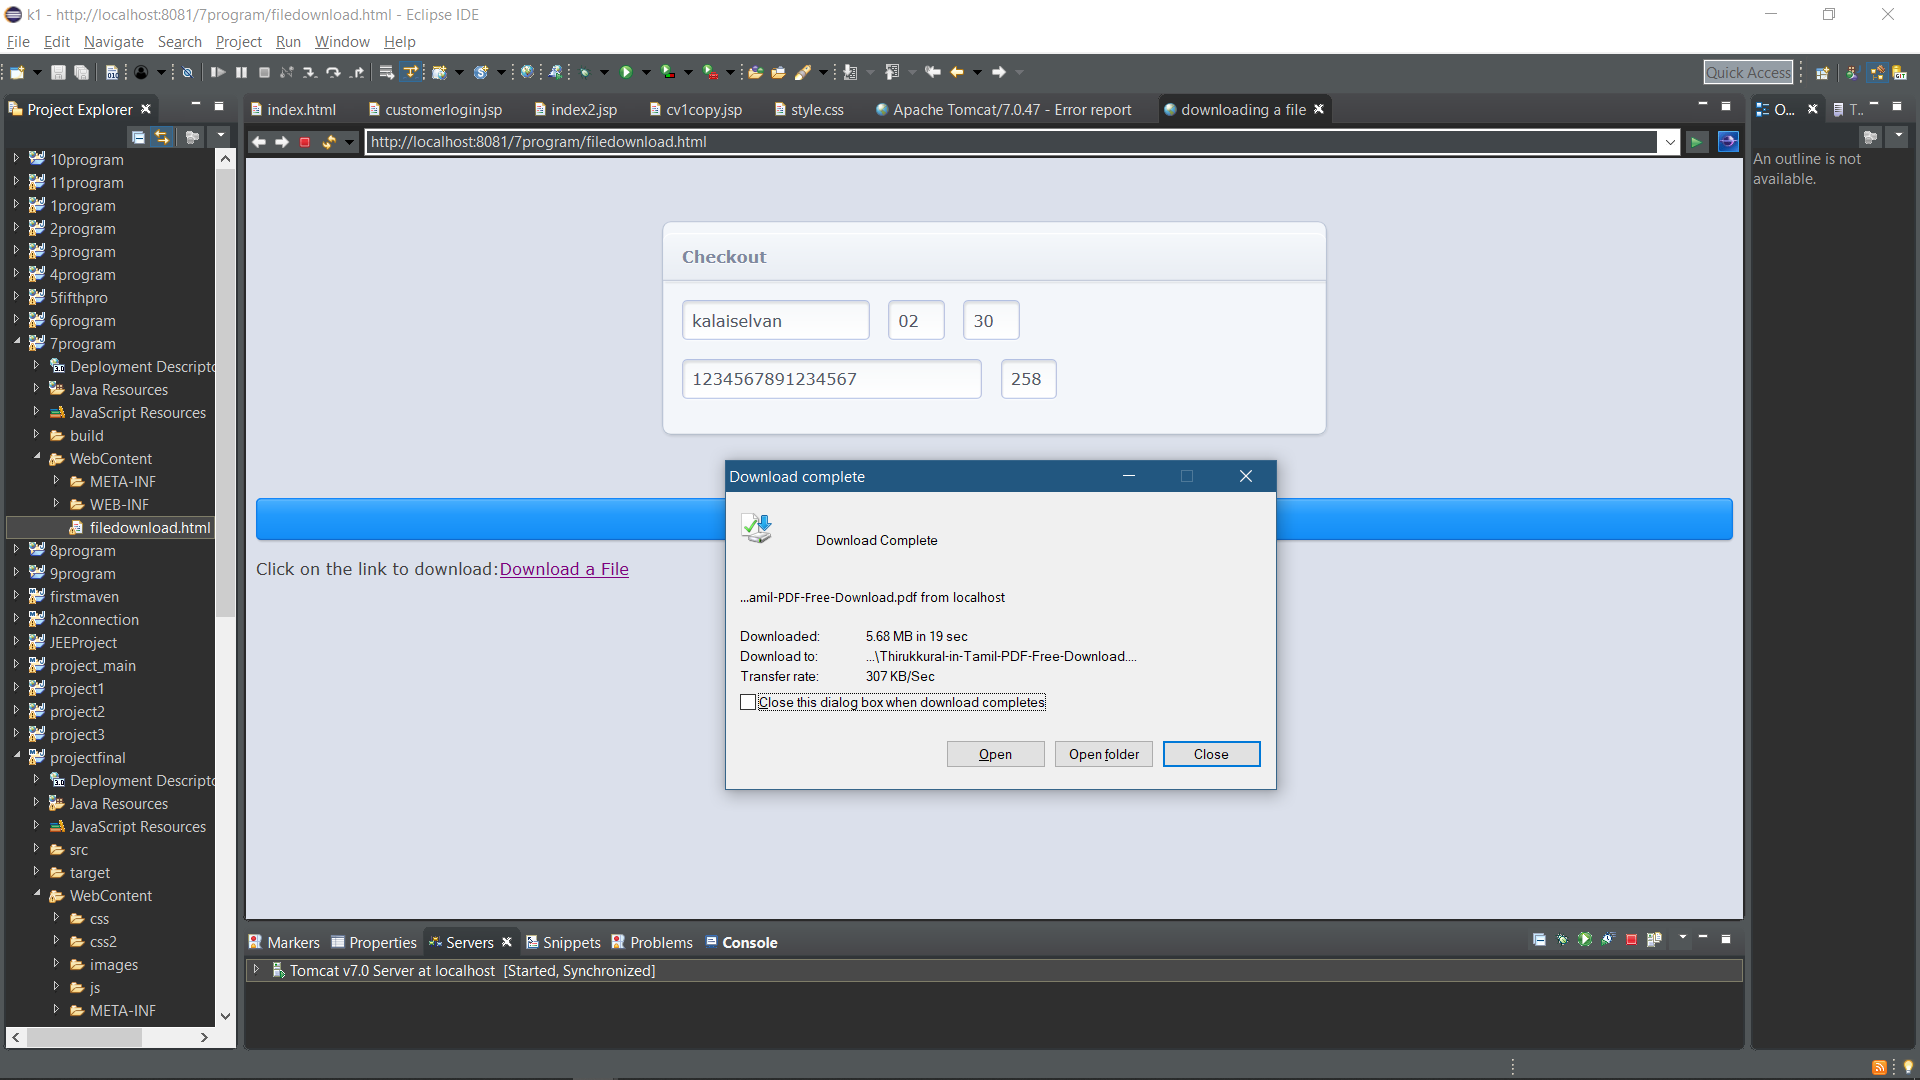 k1 - http://localhost:8081/7program/filedownload.html - Eclipse IDE
File Edit Navigate Search Project Run Window Help
Quick Access
Project Explorer
index.html customerlogin.jsp index2.jsp cv1copy.jsp style.css Apache Tomcat/7.0.47 - Error report downloading a file
O... T..
http://localhost:8081/7program/filedownload.html
An outline is not
available.
10program
11program
1program
2program
3program
4program
5fifthpro
6program
7program
Deployment Descripto
Java Resources
JavaScript Resources
build
WebContent
META-INF
WEB-INF
filedownload.html
8program
9program
firstmaven
h2connection
JEEProject
project_main
project1
project2
project3
projectfinal
Deployment Descripto
Java Resources
JavaScript Resources
src
target
WebContent
css
css2
images
js
META-INF
Checkout
kalaiselvan 02 30
1234567891234567 258
Click on the link to download:Download a File
Download complete
Download Complete
...amil-PDF-Free-Download.pdf from localhost
Downloaded: 5.68 MB in 19 sec
Download to: ...\Thirukkural-in-Tamil-PDF-Free-Download....
Transfer rate: 307 KB/Sec
Close this dialog box when download completes
Open Open folder Close
Markers Properties Servers Snippets Problems Console
Tomcat v7.0 Server at localhost [Started, Synchronized]